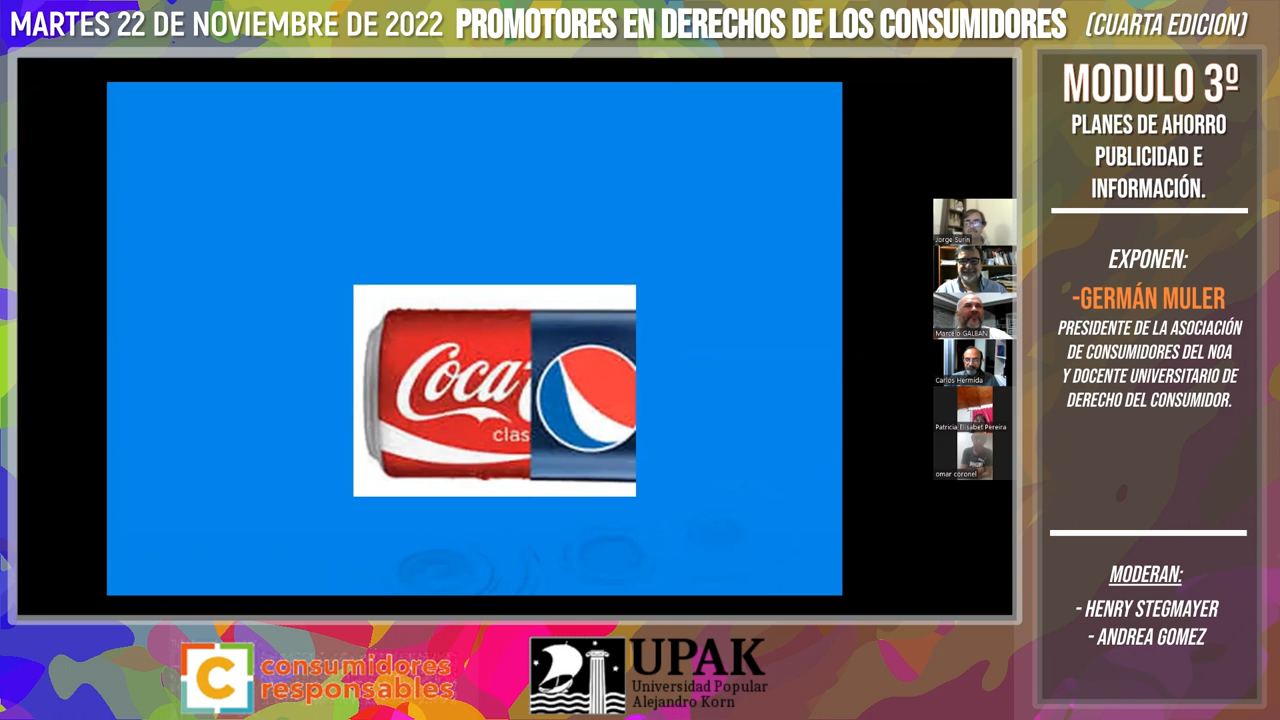 MARTES 22 DE NOVIEMBRE DE 2022 PROMOTORES EN DERECHOS DE LOS CONSUMIDORES (CUARTA EDICION)
MODULO 3º
PLANES DE AHORRO
PUBLICIDAD E
INFORMACIÓN.
EXPONEN:
-GERMÁN MULER
PRESIDENTE DE LA ASOCIACIÓN
DE CONSUMIDORES DEL NOA
Y DOCENTE UNIVERSITARIO DE
DERECHO DEL CONSUMIDOR.
MODERAN:
- HENRY STEGMAYER
- ANDREA GOMEZ
Coca
clas
Jorge Surin
Marcelo GALBAN
Carlos Hermida
Patricia Elisabet Pereira
omar coronel
C consumidores
responsables
UPAK
Universidad Popular
Alejandro Korn